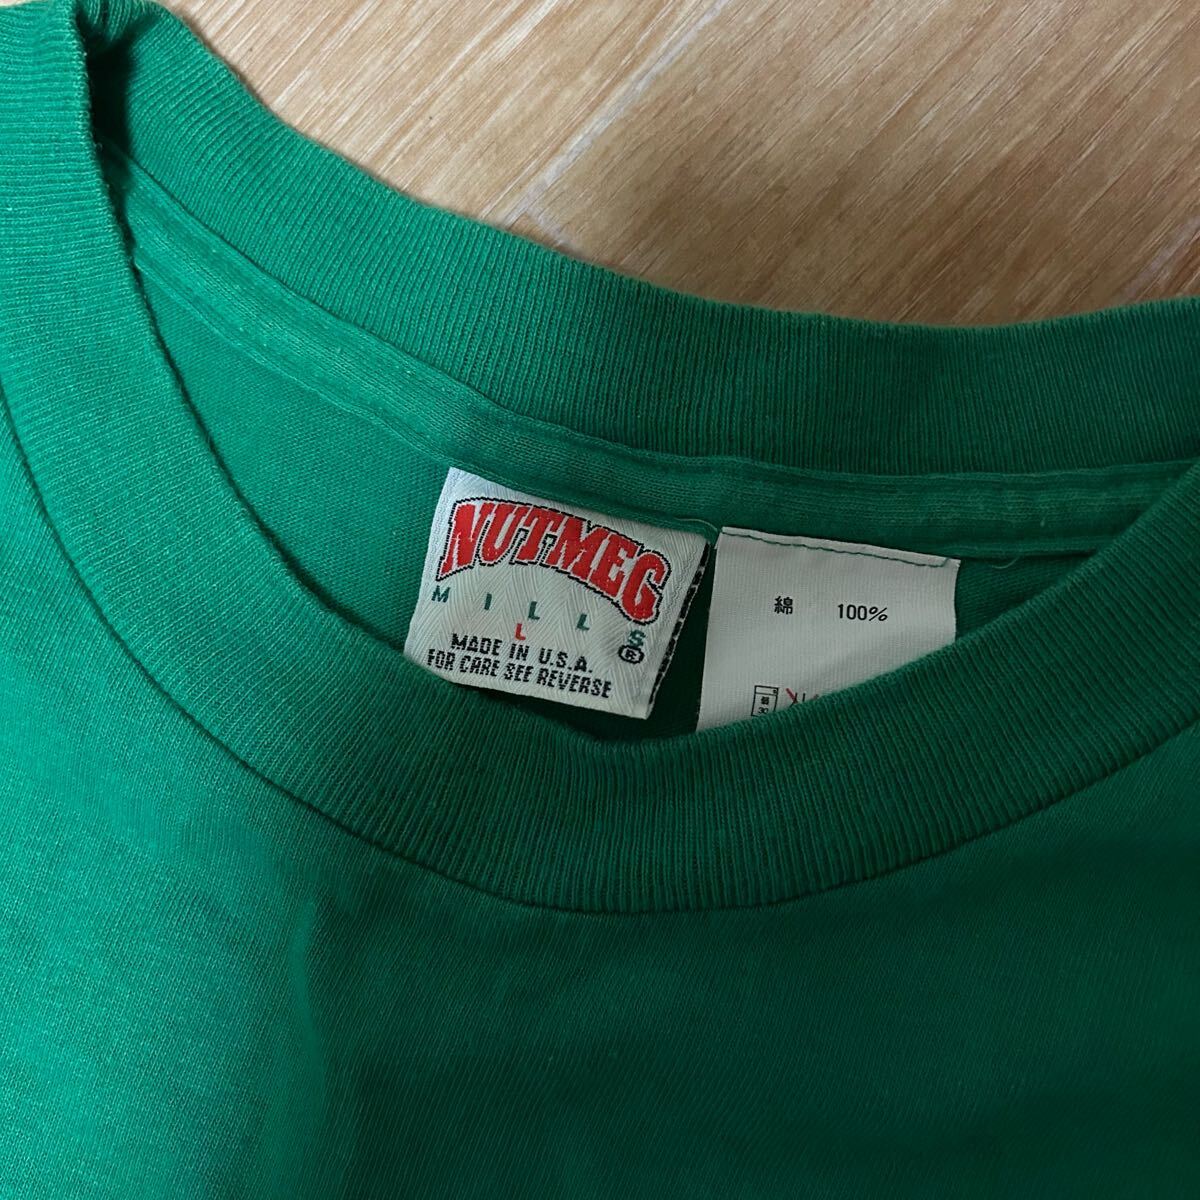 NUTMEG
MILLS
L
MADE IN U.S.A. ®
FOR CARE SEE REVERSE
綿 100%